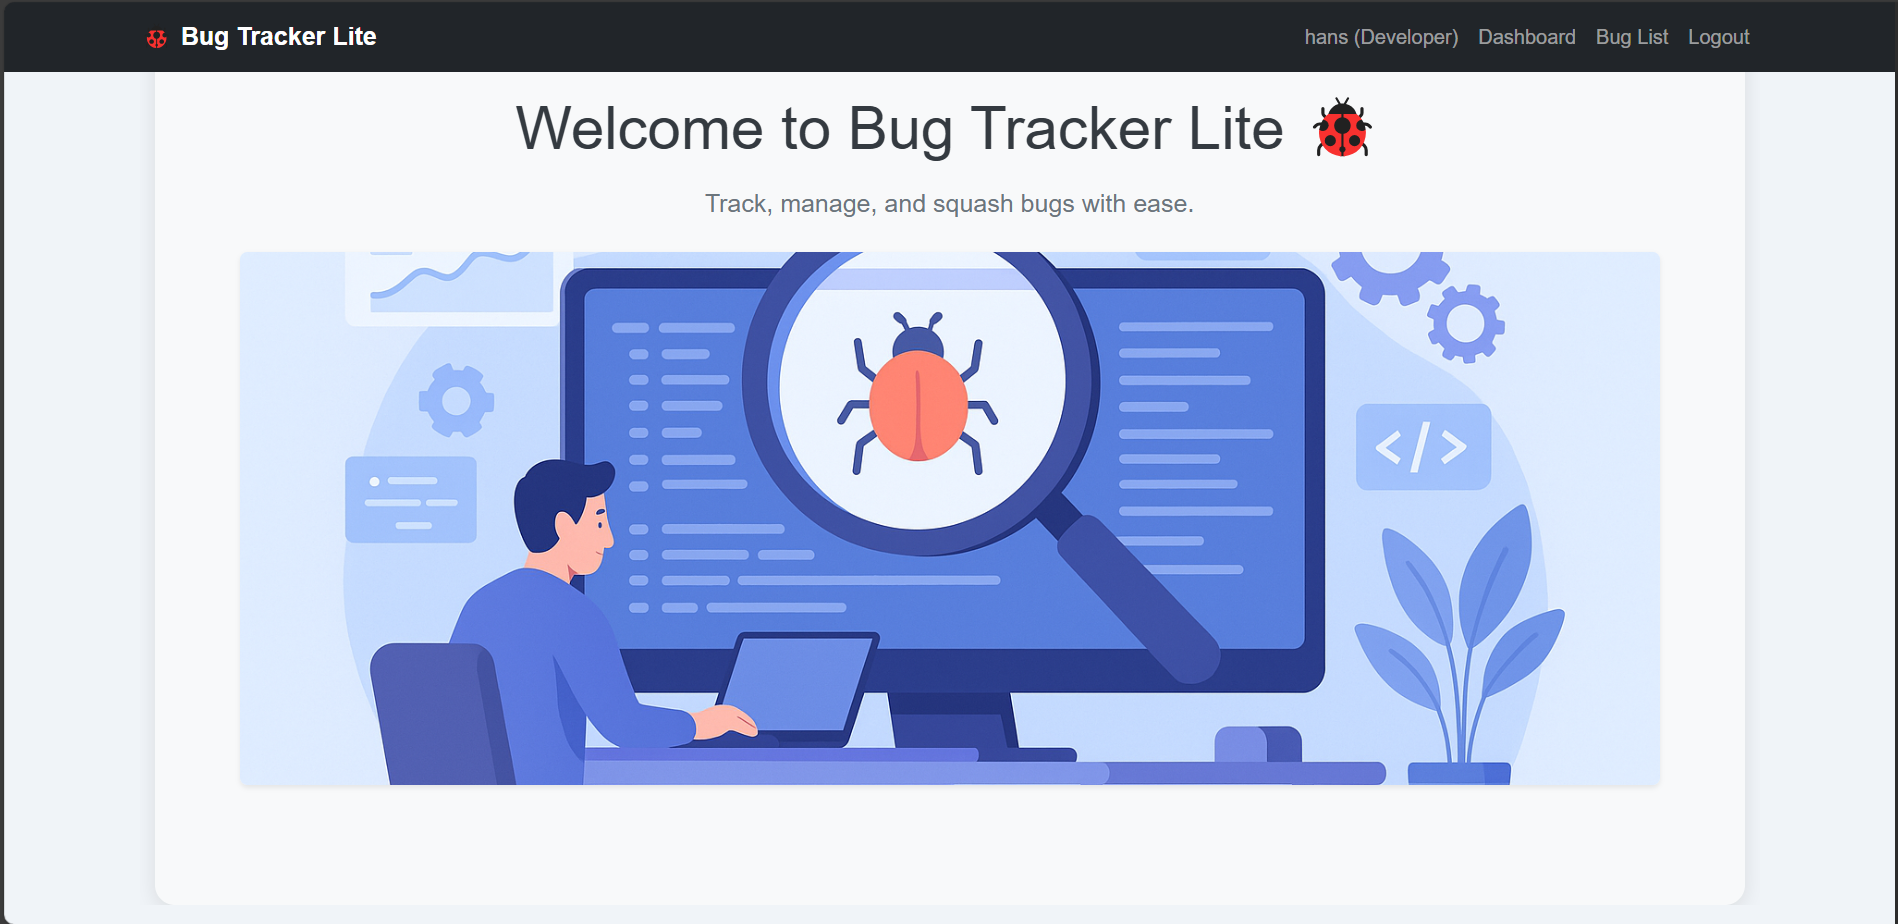 Bug Tracker Lite
hans (Developer) Dashboard Bug List Logout
Welcome to Bug Tracker Lite 🐞
Track, manage, and squash bugs with ease.
</>